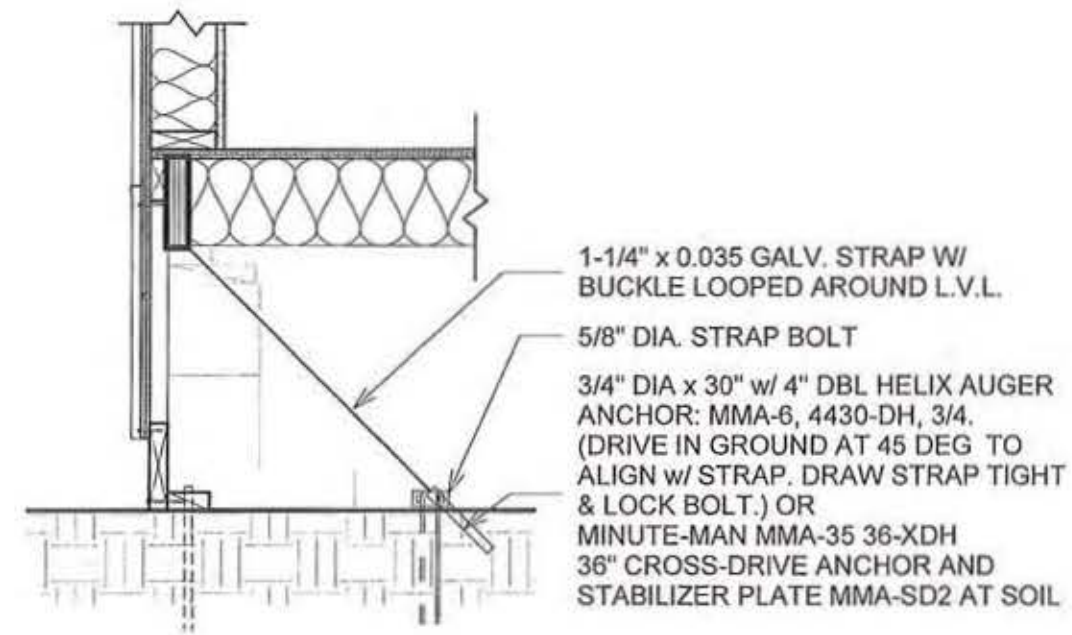 1-1/4" x 0.035 GALV. STRAP W/
BUCKLE LOOPED AROUND L.V.L.
5/8" DIA. STRAP BOLT
3/4" DIA x 30" w/ 4" DBL HELIX AUGER
ANCHOR: MMA-6, 4430-DH, 3/4.
(DRIVE IN GROUND AT 45 DEG TO
ALIGN w/ STRAP. DRAW STRAP TIGHT
& LOCK BOLT.) OR
MINUTE-MAN MMA-35 36-XDH
36" CROSS-DRIVE ANCHOR AND
STABILIZER PLATE MMA-SD2 AT SOIL